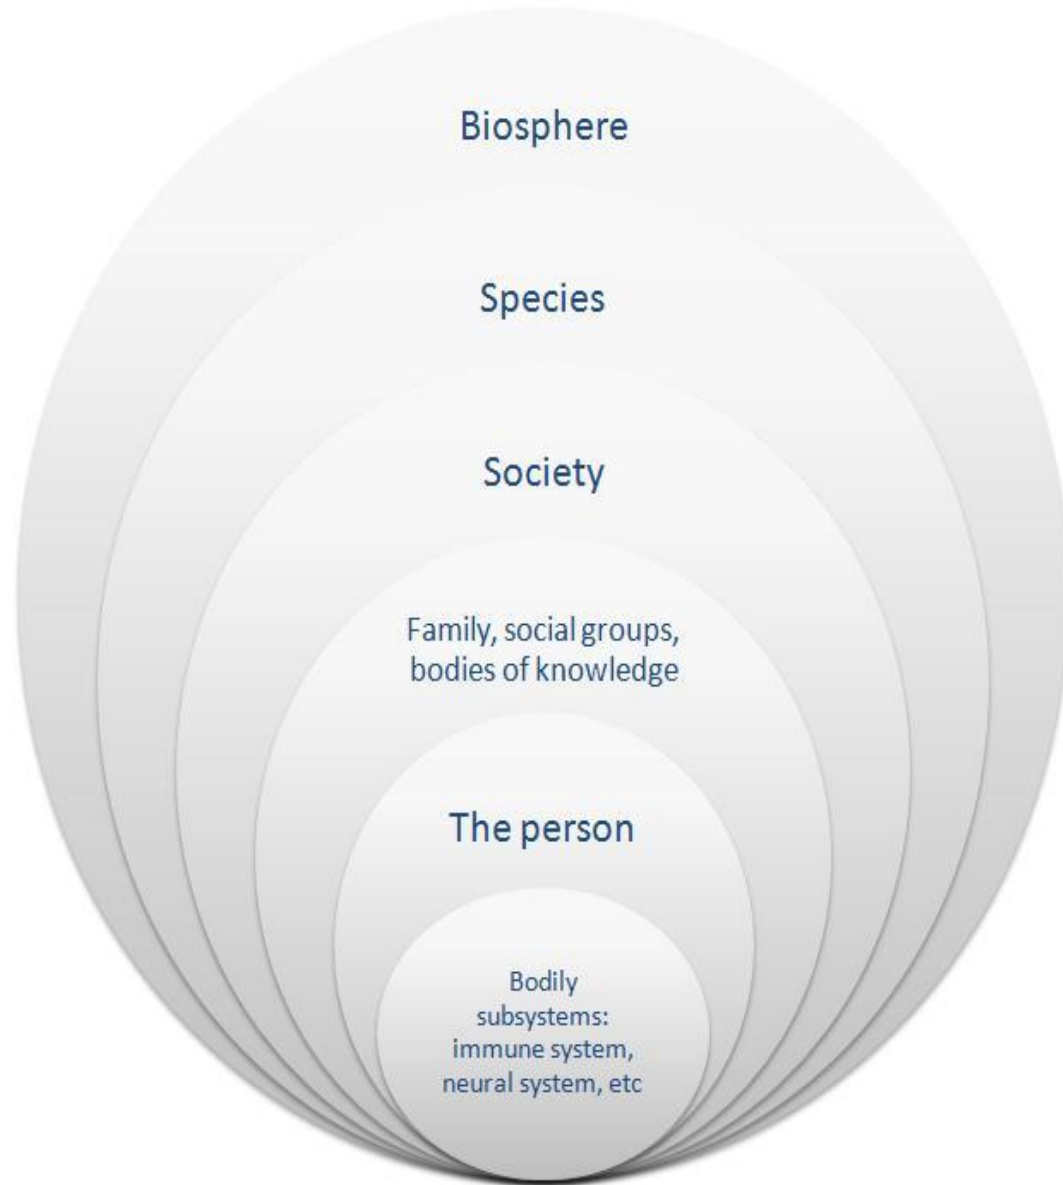 Biosphere
Species
Society
Family, social groups,
bodies of knowledge
The person
Bodily
subsystems:
immune system,
neural system, etc